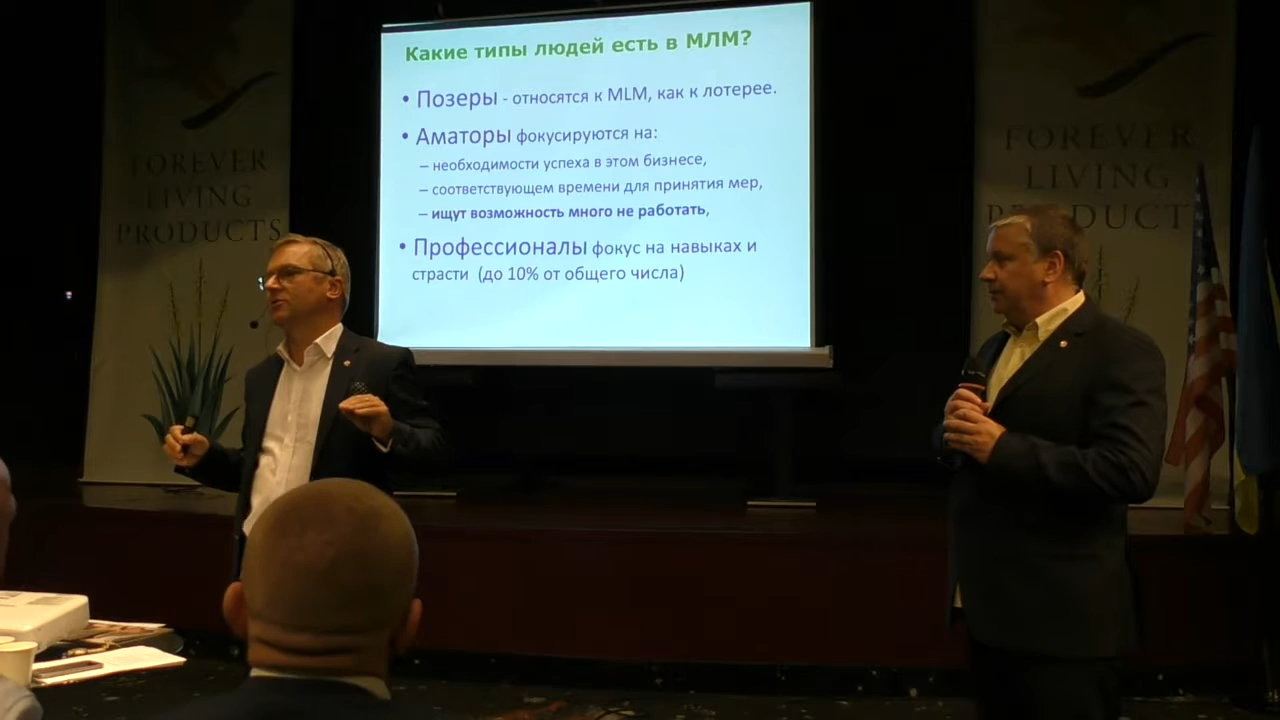 Какие типы людей есть в МЛМ?
• Позеры - относятся к MLM, как к лотерее.
• Аматоры фокусируются на:
– необходимости успеха в этом бизнесе,
– соответствующем времени для принятия мер,
– ищут возможность много не работать,
• Профессионалы фокус на навыках и
страсти (до 10% от общего числа)
FOREVER
LIVING
PRODUCTS
FOREVER
LIVING
PRODUCT